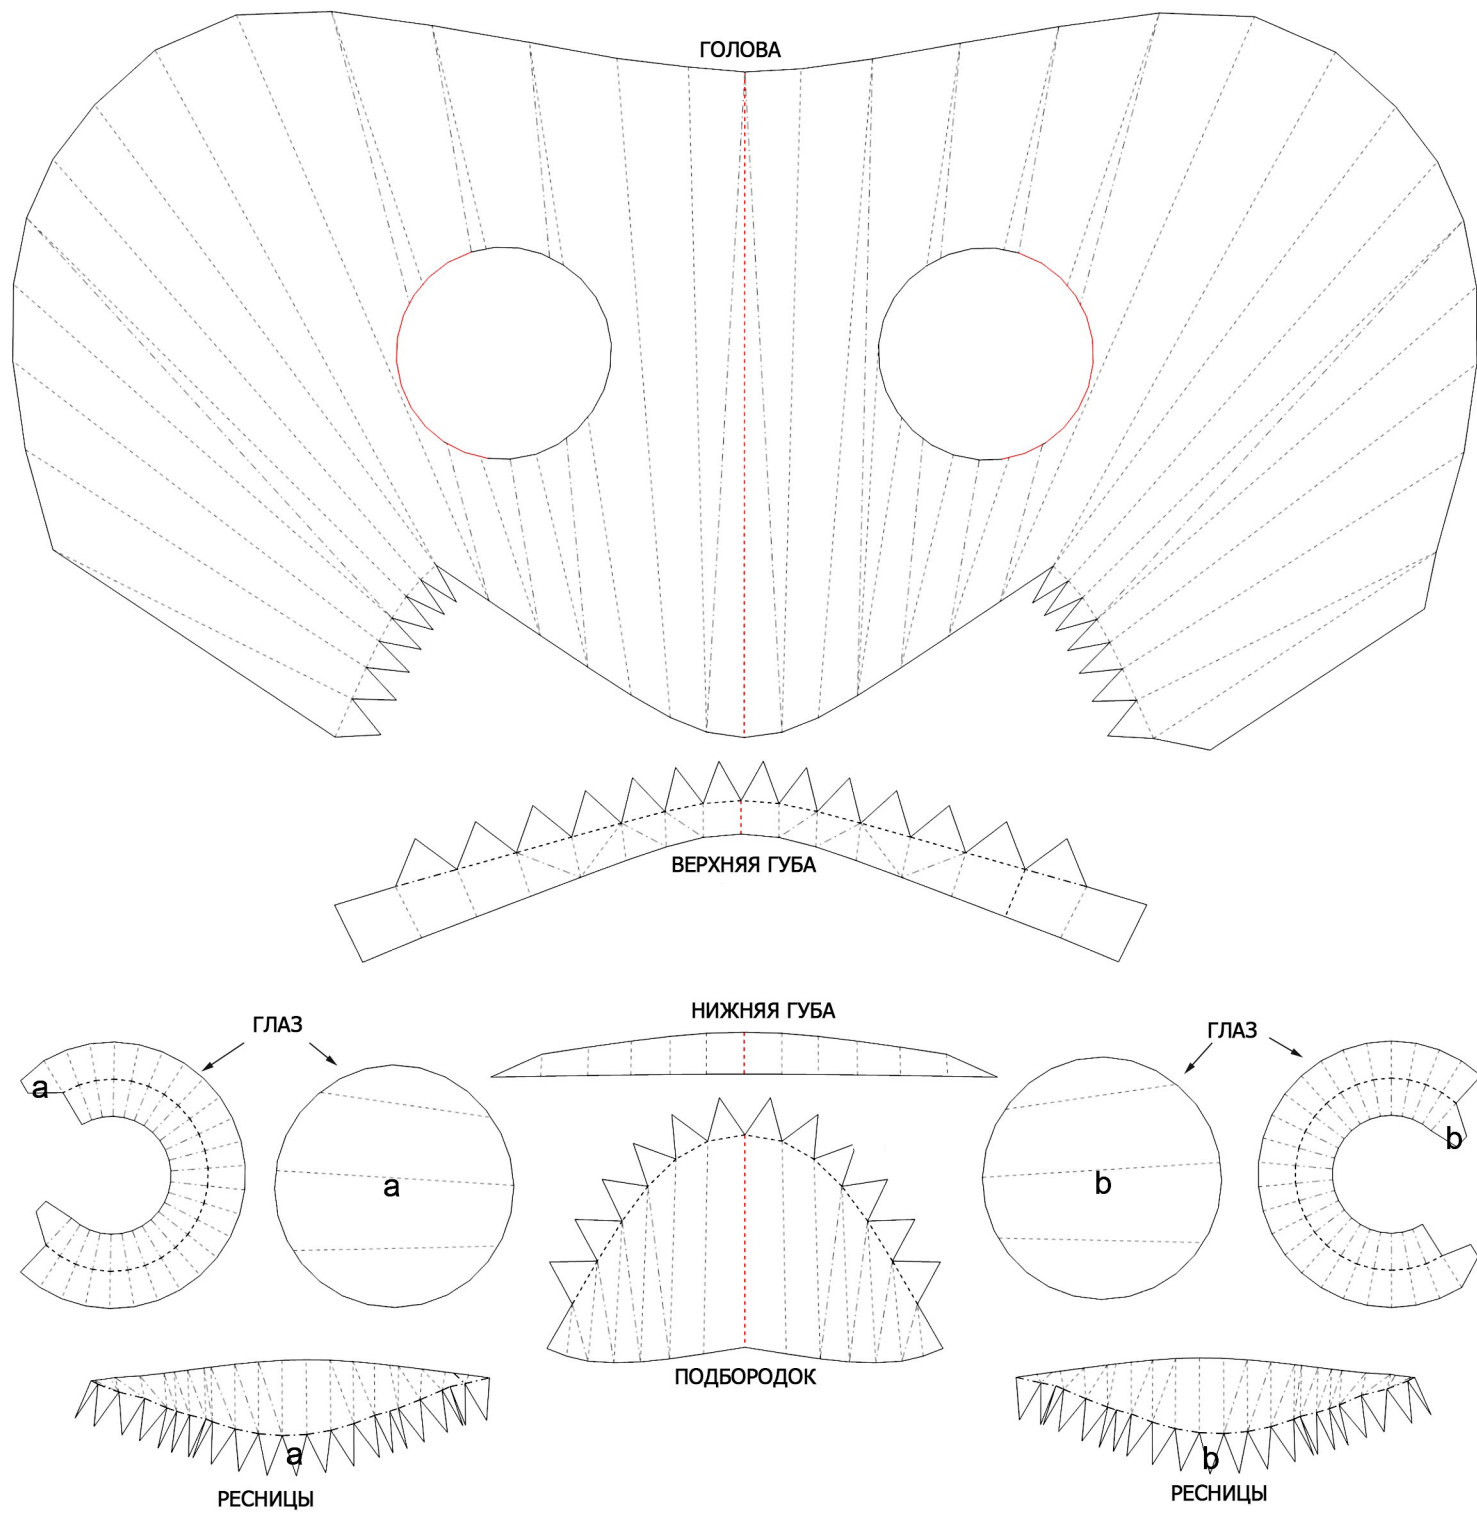 ГОЛОВА
ВЕРХНЯЯ ГУБА
НИЖНЯЯ ГУБА
ГЛАЗ
ГЛАЗ
a
b
a
b
ПОДБОРОДОК
a
b
РЕСНИЦЫ
РЕСНИЦЫ